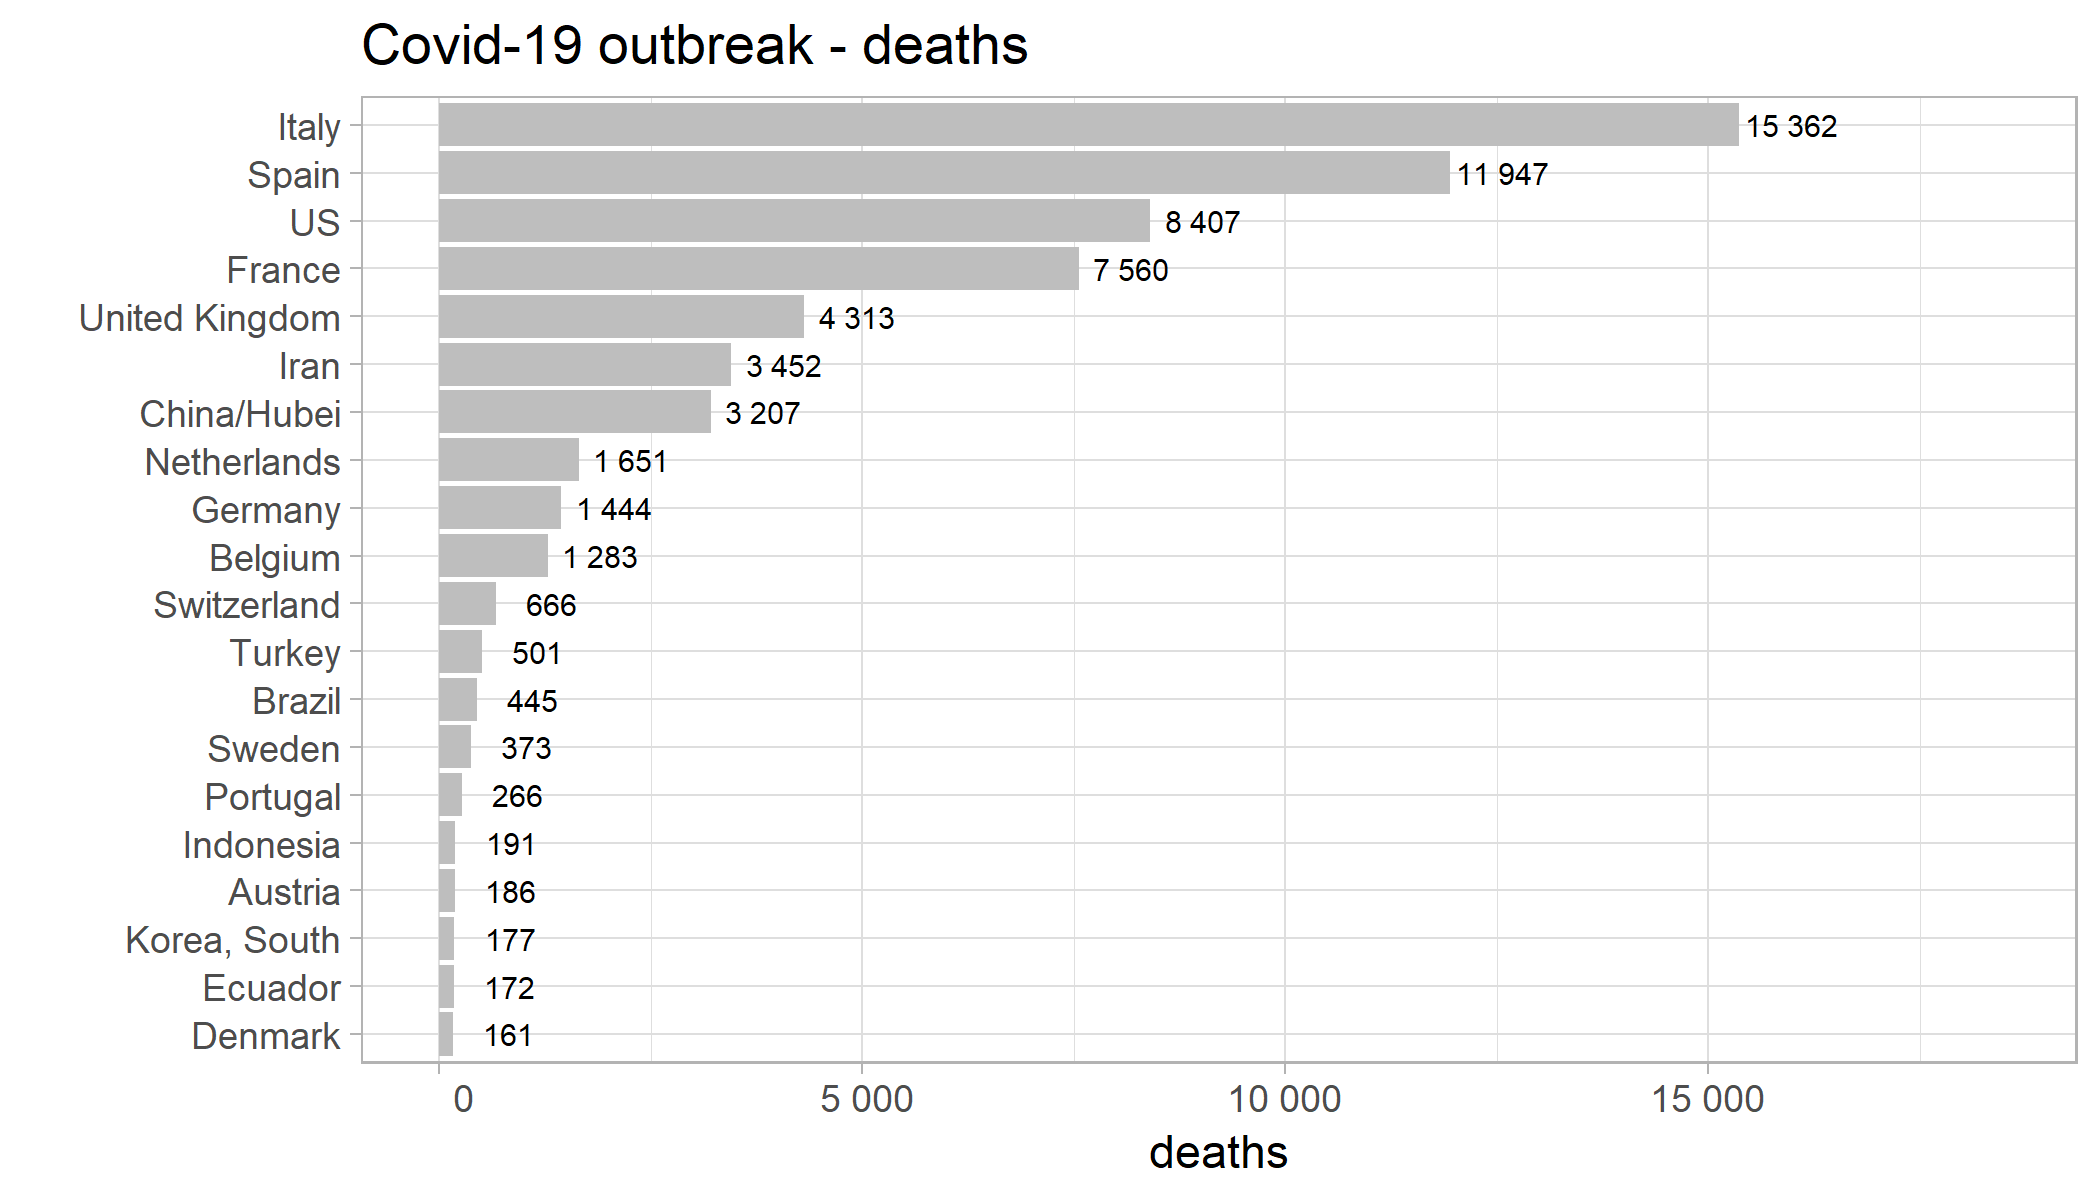 Covid-19 outbreak - deaths
Italy 15 362
Spain 11 947
US 8 407
France 7 560
United Kingdom 4 313
Iran 3 452
China/Hubei 3 207
Netherlands 1 651
Germany 1 444
Belgium 1 283
Switzerland 666
Turkey 501
Brazil 445
Sweden 373
Portugal 266
Indonesia 191
Austria 186
Korea, South 177
Ecuador 172
Denmark 161
0 5 000 10 000 15 000
deaths